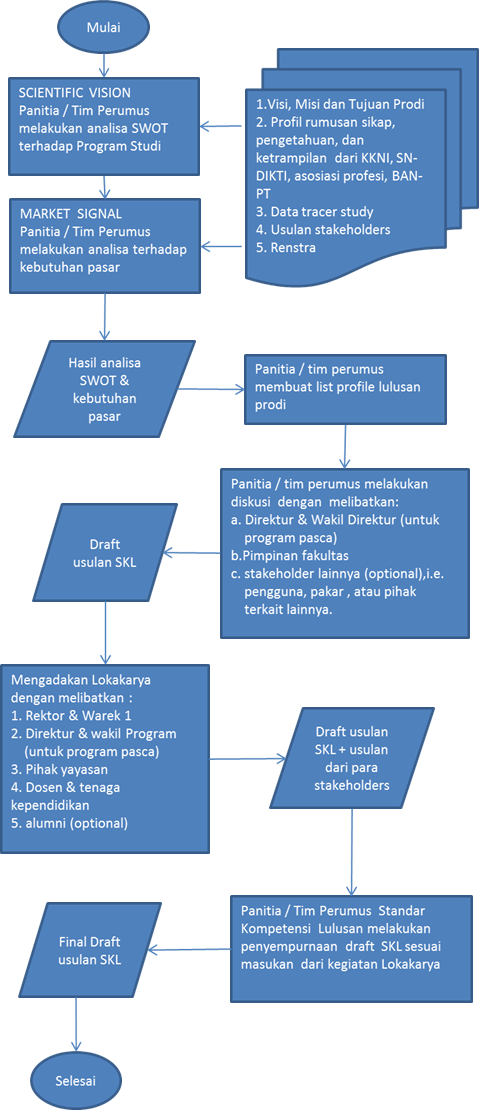 Mulai
SCIENTIFIC VISION
Panitia / Tim Perumus
melakukan analisa SWOT
terhadap Program Studi
1.Visi, Misi dan Tujuan Prodi
2. Profil rumusan sikap,
pengetahuan, dan
ketrampilan dari KKNI, SN-
DIKTI, asosiasi profesi, BAN-
PT
3. Data tracer study
4. Usulan stakeholders
5. Renstra
MARKET SIGNAL
Panitia / Tim Perumus
melakukan analisa terhadap
kebutuhan pasar
Hasil analisa
SWOT &
kebutuhan
pasar
Panitia / tim perumus
membuat list profile lulusan
prodi
Panitia / tim perumus melakukan
diskusi dengan melibatkan:
a. Direktur & Wakil Direktur (untuk
program pasca)
b.Pimpinan fakultas
c. stakeholder lainnya (optional),i.e.
pengguna, pakar , atau pihak
terkait lainnya.
Draft
usulan SKL
Mengadakan Lokakarya
dengan melibatkan :
1. Rektor & Warek 1
2. Direktur & wakil Program
(untuk program pasca)
3. Pihak yayasan
4. Dosen & tenaga
kependidikan
5. alumni (optional)
Draft usulan
SKL + usulan
dari para
stakeholders
Panitia / Tim Perumus Standar
Kompetensi Lulusan melakukan
penyempurnaan draft SKL sesuai
masukan dari kegiatan Lokakarya
Final Draft
usulan SKL
Selesai